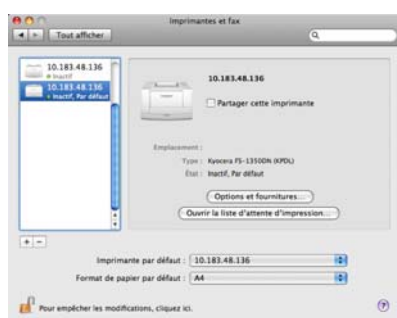 Imprimantes et fax
Tout afficher
10.183.48.136
Inactif
10.183.48.136
Inactif, Par défaut
10.183.48.136
Partager cette imprimante
Emplacement :
Type : Kyocera FS-1350DN (KPDL)
État : Inactif, Par défaut
Options et fournitures...
Ouvrir la liste d'attente d'impression...
+ −
Imprimante par défaut : 10.183.48.136
Format de papier par défaut : A4
Pour empêcher les modifications, cliquez ici.
?